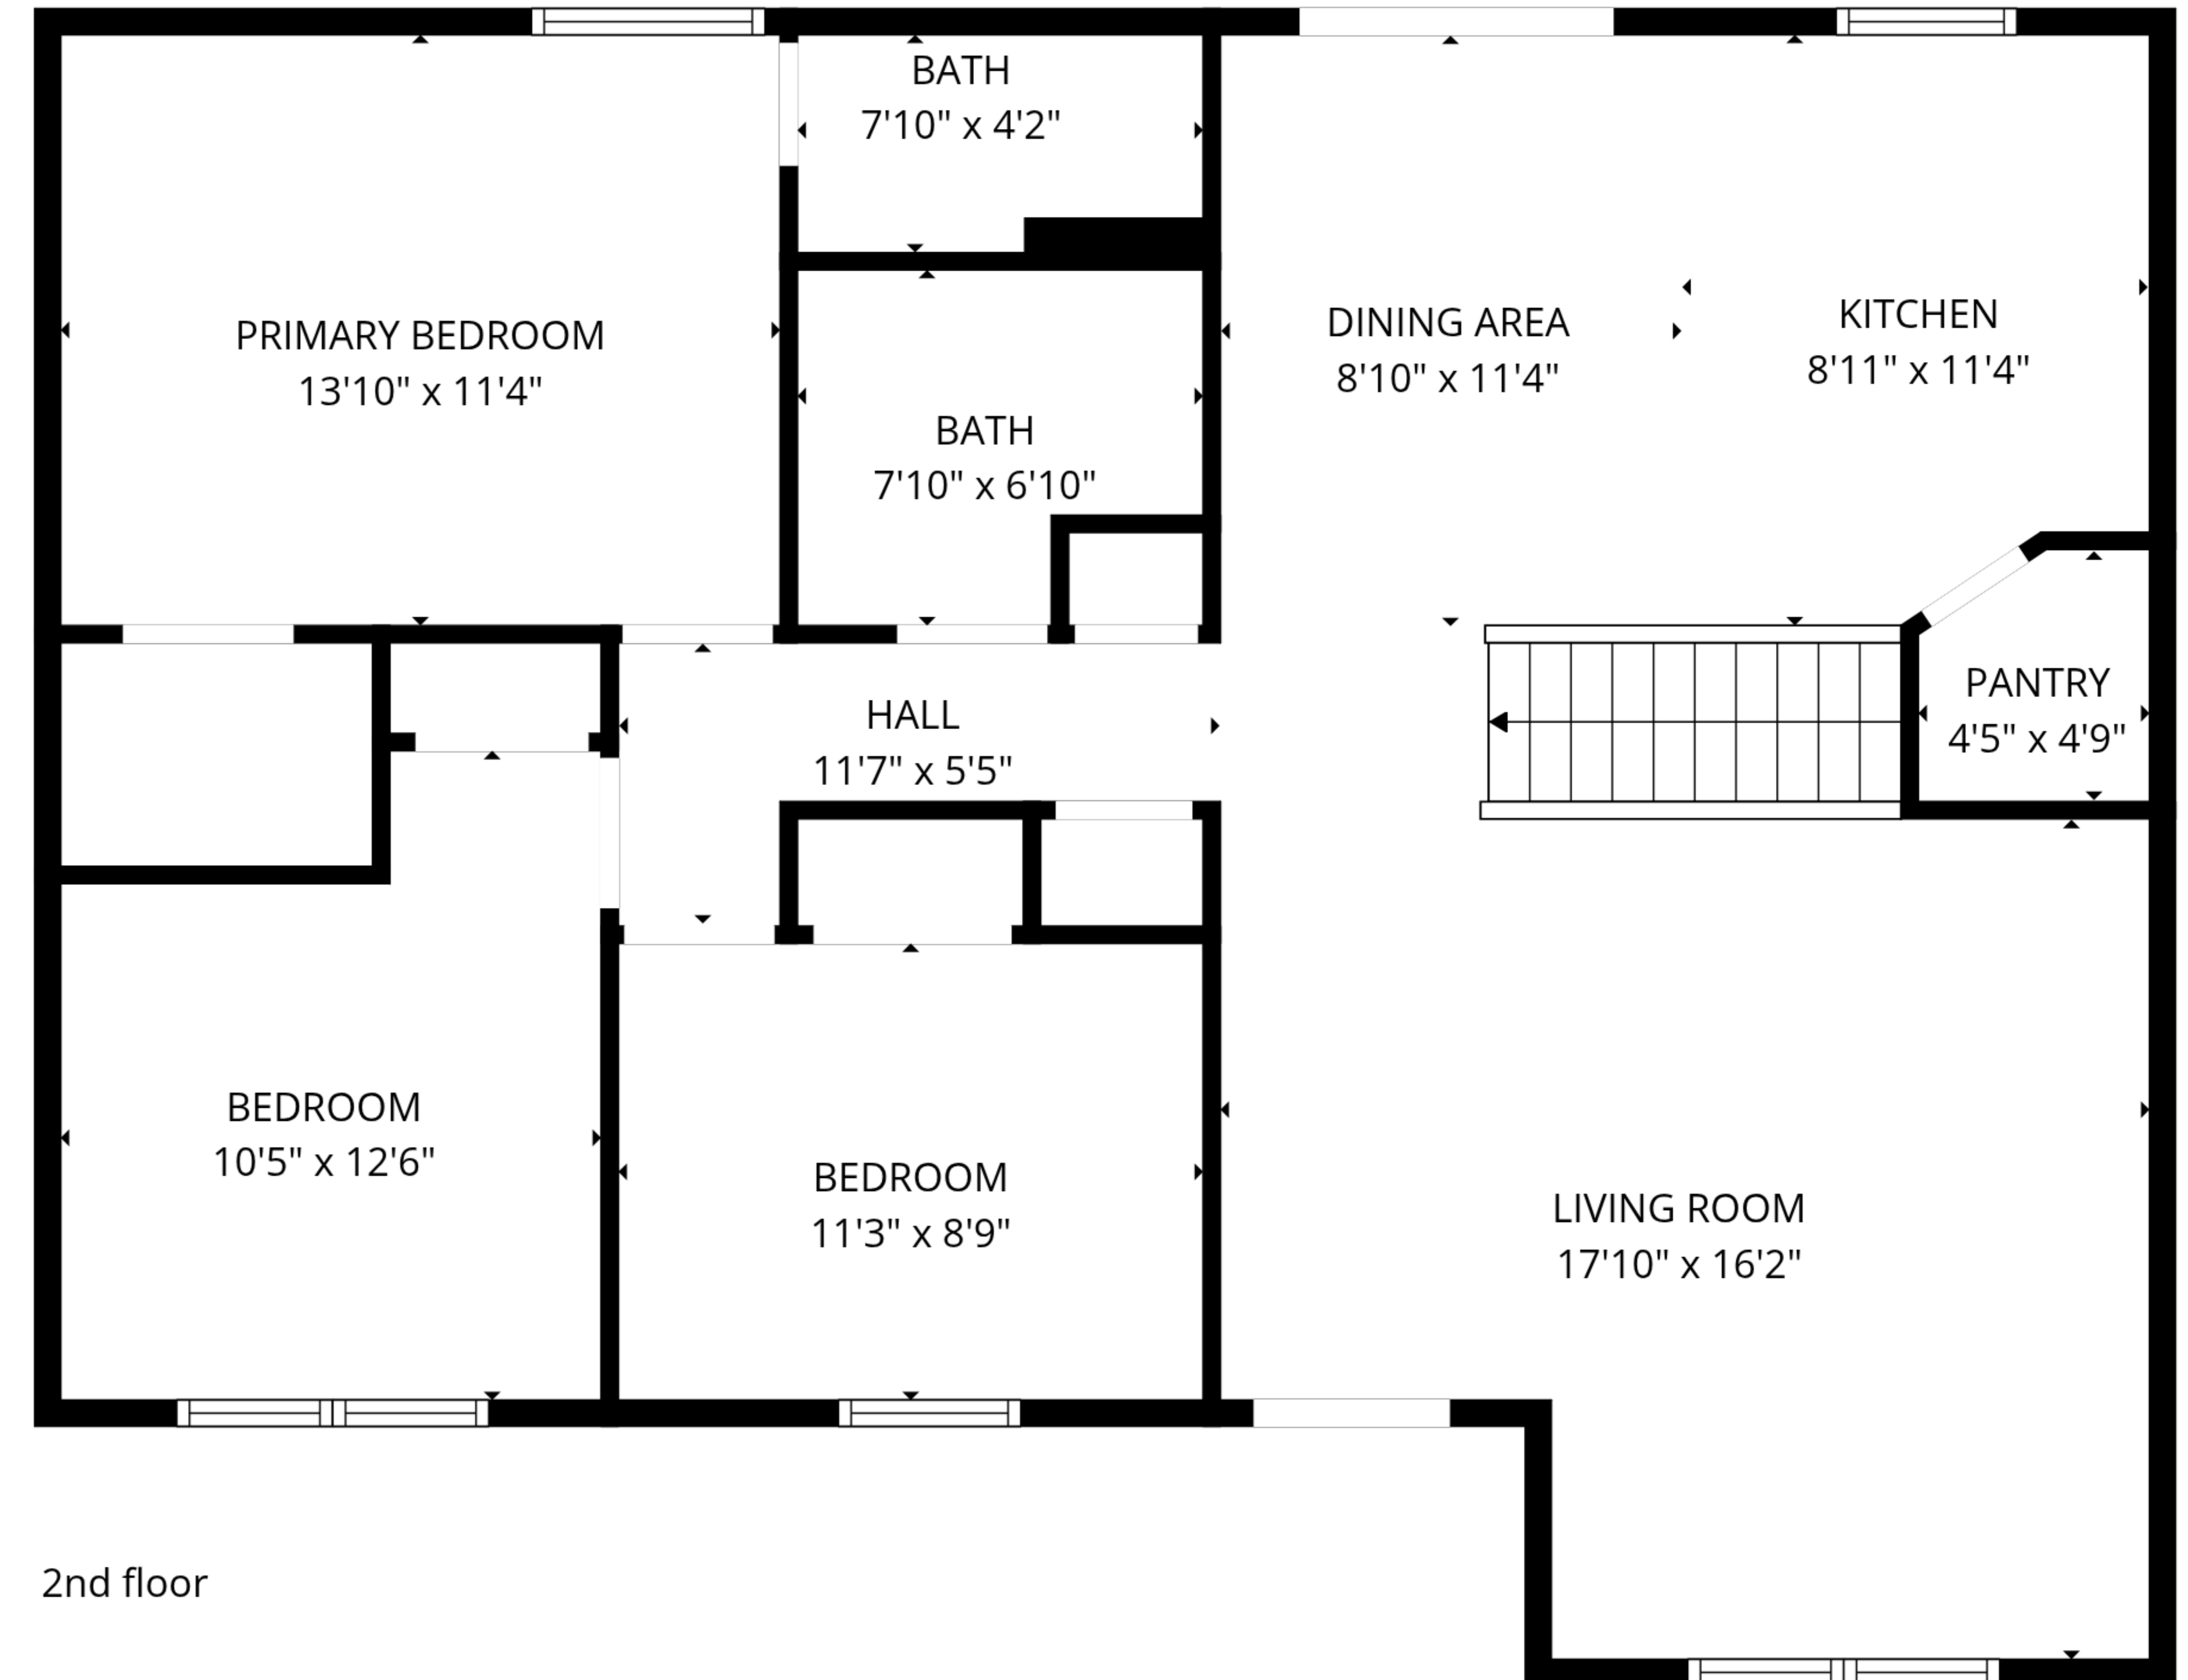 BATH
7'10" x 4'2"
PRIMARY BEDROOM
13'10" x 11'4"
DINING AREA
8'10" x 11'4"
KITCHEN
8'11" x 11'4"
BATH
7'10" x 6'10"
HALL
11'7" x 5'5"
PANTRY
4'5" x 4'9"
BEDROOM
10'5" x 12'6"
BEDROOM
11'3" x 8'9"
LIVING ROOM
17'10" x 16'2"
2nd floor